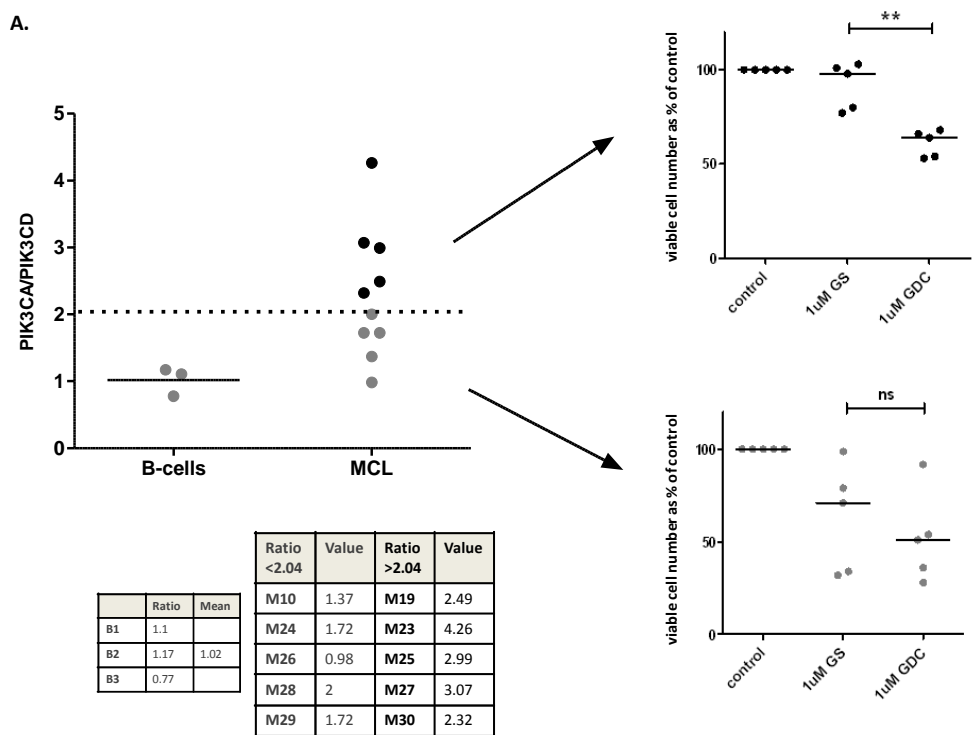 A.
PIK3CA/PIK3CD
5
4
3
2
1
0
B-cells MCL
viable cell number as % of control
100
50
0
**
control
1uM GS
1uM GDC
viable cell number as % of control
100
50
0
ns
control
1uM GS
1uM GDC
Ratio Mean
B1 1.1
B2 1.17 1.02
B3 0.77
Ratio <2.04 Value Ratio >2.04 Value
M10 1.37 M19 2.49
M24 1.72 M23 4.26
M26 0.98 M25 2.99
M28 2 M27 3.07
M29 1.72 M30 2.32